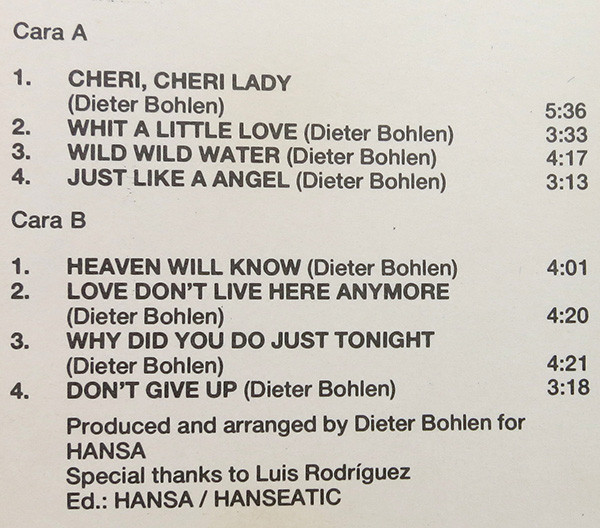 Cara A
1. CHERI, CHERI LADY
(Dieter Bohlen) 5:36
2. WHIT A LITTLE LOVE (Dieter Bohlen) 3:33
3. WILD WILD WATER (Dieter Bohlen) 4:17
4. JUST LIKE A ANGEL (Dieter Bohlen) 3:13
Cara B
1. HEAVEN WILL KNOW (Dieter Bohlen) 4:01
2. LOVE DON'T LIVE HERE ANYMORE
(Dieter Bohlen) 4:20
3. WHY DID YOU DO JUST TONIGHT
(Dieter Bohlen) 4:21
4. DON'T GIVE UP (Dieter Bohlen) 3:18
Produced and arranged by Dieter Bohlen for
HANSA
Special thanks to Luis Rodríguez
Ed.: HANSA / HANSEATIC